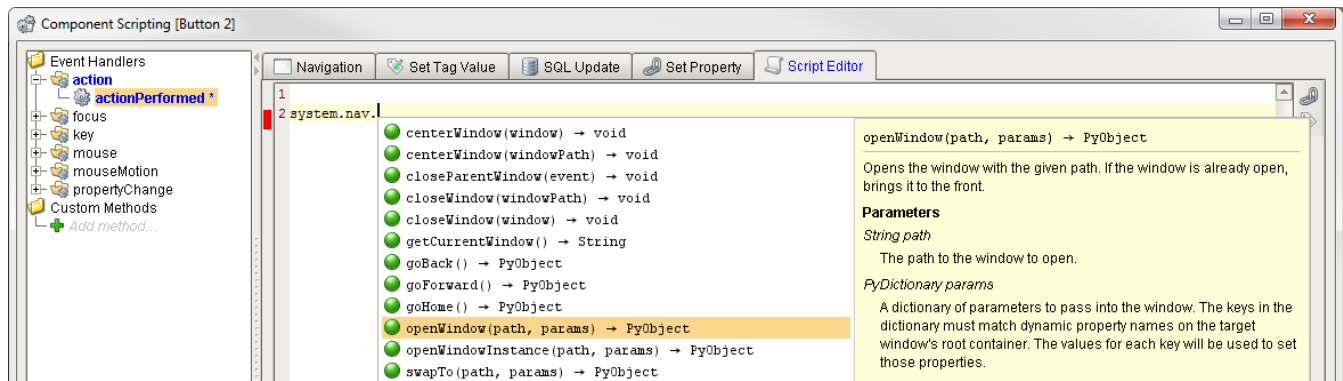 Component Scripting [Button 2]
Event Handlers
action
actionPerformed *
focus
key
mouse
mouseMotion
propertyChange
Custom Methods
Add method...
Navigation
Set Tag Value
SQL Update
Set Property
Script Editor
1
2 system.nav.
centerWindow(window) → void
centerWindow(windowPath) → void
closeParentWindow(event) → void
closeWindow(windowPath) → void
closeWindow(window) → void
getCurrentWindow() → String
goBack() → PyObject
goForward() → PyObject
goHome() → PyObject
openWindow(path, params) → PyObject
openWindowInstance(path, params) → PyObject
swapTo(path, params) → PyObject
openWindow(path, params) → PyObject
Opens the window with the given path. If the window is already open,
brings it to the front.
Parameters
String path
The path to the window to open.
PyDictionary params
A dictionary of parameters to pass into the window. The keys in the
dictionary must match dynamic property names on the target
window's root container. The values for each key will be used to set
those properties.